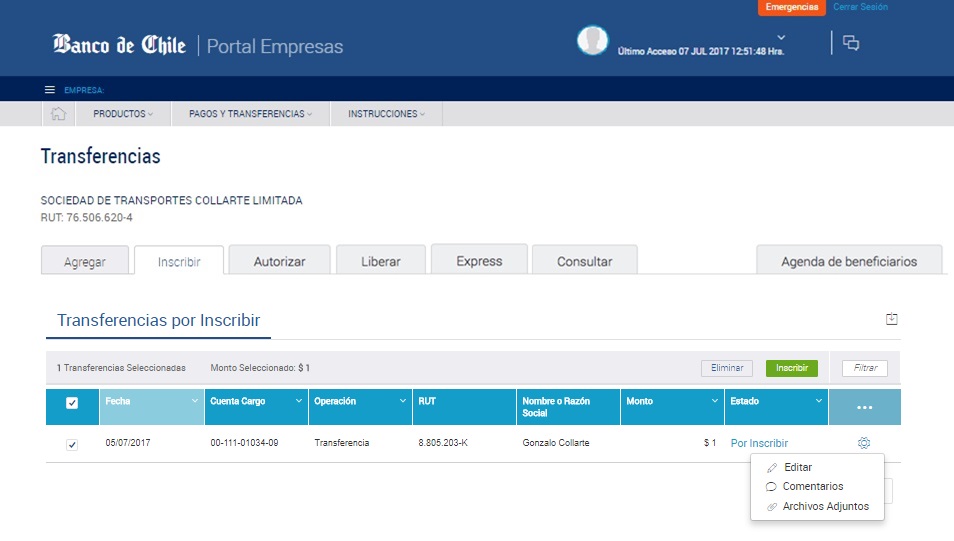 Emergencias Cerrar Sesión
Banco de Chile Portal Empresas
Último Acceso 07 JUL 2017 12:51:48 Hrs.
EMPRESA:
PRODUCTOS PAGOS Y TRANSFERENCIAS INSTRUCCIONES
Transferencias
SOCIEDAD DE TRANSPORTES COLLARTE LIMITADA
RUT: 76.506.620-4
Agregar Inscribir Autorizar Liberar Express Consultar Agenda de beneficiarios
Transferencias por Inscribir
1 Transferencias Seleccionadas Monto Seleccionado: $ 1 Eliminar Inscribir Filtrar
Fecha Cuenta Cargo Operación RUT Nombre o Razón Social Monto Estado
05/07/2017 00-111-01034-09 Transferencia 8.805.203-K Gonzalo Collarte $ 1 Por Inscribir
Editar
Comentarios
Archivos Adjuntos